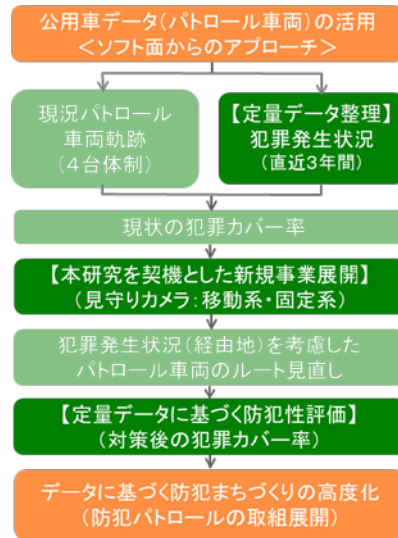 公用車データ(パトロール車両)の活用
＜ソフト面からのアプローチ＞
現況パトロール
車両軌跡
(4台体制)
【定量データ整理】
犯罪発生状況
(直近3年間)
現状の犯罪カバー率
【本研究を契機とした新規事業展開】
(見守りカメラ:移動系・固定系)
犯罪発生状況(経由地)を考慮した
パトロール車両のルート見直し
【定量データに基づく防犯性評価】
(対策後の犯罪カバー率)
データに基づく防犯まちづくりの高度化
(防犯パトロールの取組展開)